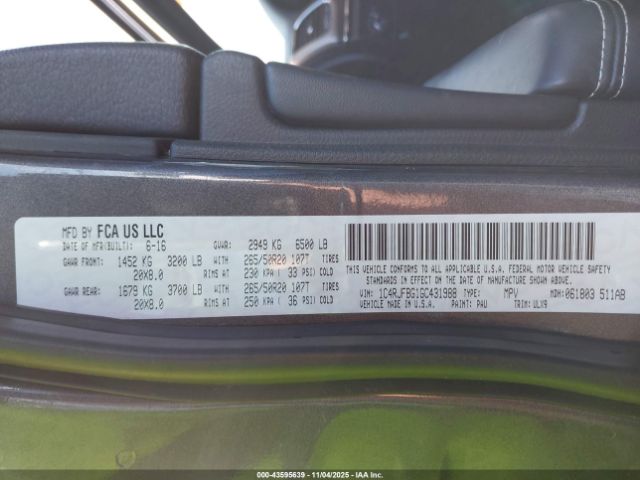 MFD BY FCA US LLC
DATE OF MFR(BUILT): 6-16 GVWR: 2949 KG 6500 LB
GAWR FRONT: 1452 KG 3200 LB WITH 265/50R20 107T TIRES
20X8.0 RIMS AT 230 KPA ( 33 PSI) COLD
GAWR REAR: 1679 KG 3700 LB WITH 265/50R20 107T TIRES
20X8.0 RIMS AT 250 KPA ( 36 PSI) COLD
THIS VEHICLE CONFORMS TO ALL APPLICABLE U.S.A. FEDERAL MOTOR VEHICLE SAFETY
STANDARDS IN EFFECT ON THE DATE OF MANUFACTURE SHOWN ABOVE.
VIN: 1C4RJFBG1GC431988 TYPE: MPV MDH: 061803 511AB
VEHICLE MADE IN U.S.A. PAINT: PAU TRIM: ULX9
000-43595639 - 11/04/2025 - IAAI.COM